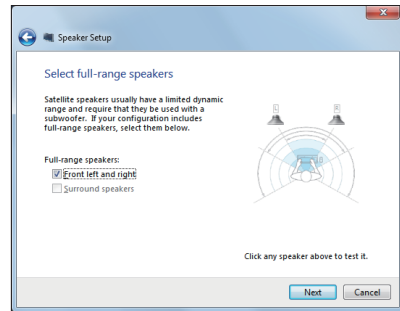 Speaker Setup
Select full-range speakers
Satellite speakers usually have a limited dynamic
range and require that they be used with a
subwoofer. If your configuration includes
full-range speakers, select them below.
L R
Full-range speakers:
Front left and right
Surround speakers
Click any speaker above to test it.
Next Cancel